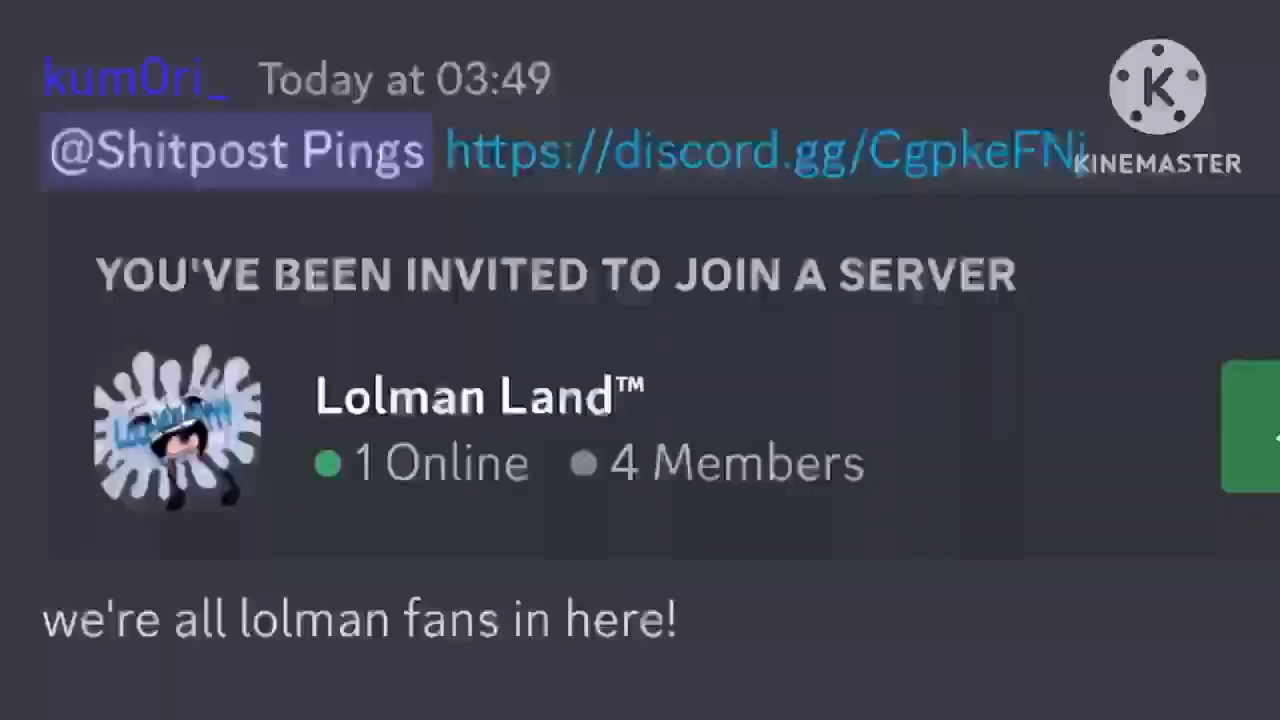 kum0ri_ Today at 03:49
@Shitpost Pings https://discord.gg/CgpkeFNj
KINEMASTER
YOU'VE BEEN INVITED TO JOIN A SERVER
Lolman Land™
1 Online 4 Members
we're all lolman fans in here!